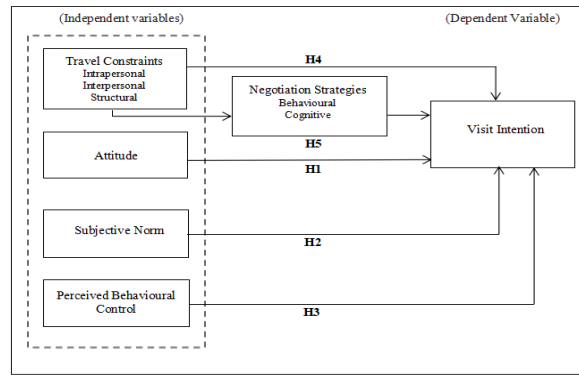 (Independent variables)
(Dependent Variable)
H4
Travel Constraints
Intrapersonal
Interpersonal
Structural
Negotiation Strategies
Behavioural
Cognitive
Visit Intention
H5
Attitude
H1
Subjective Norm
H2
Perceived Behavioural
Control
H3